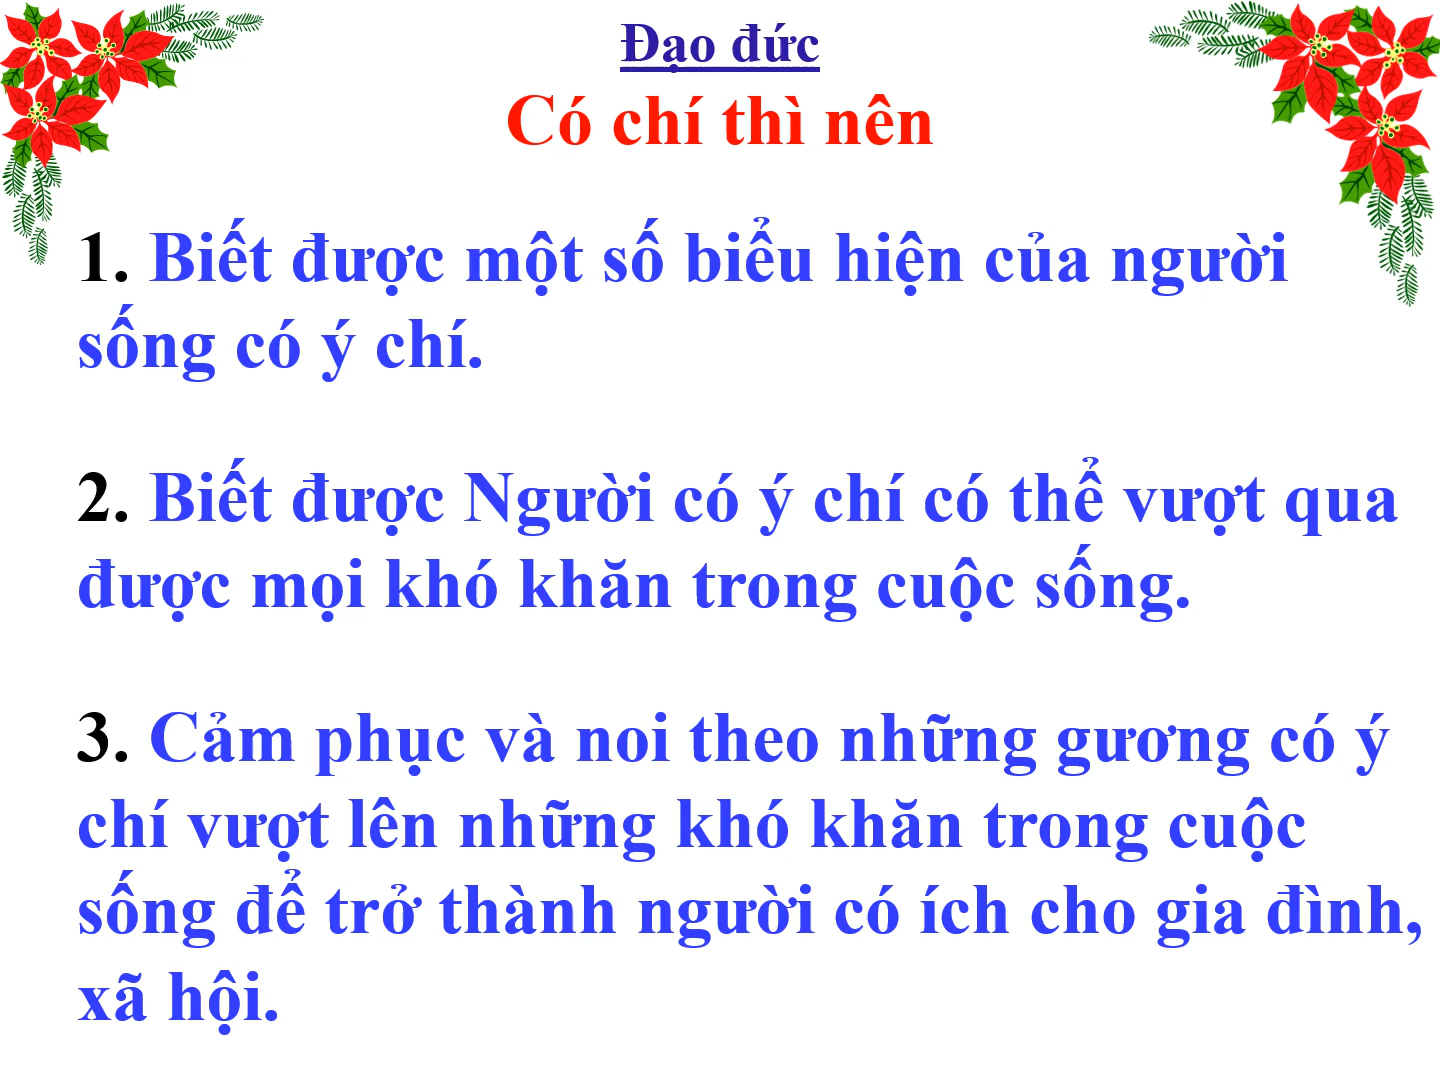 Đạo đức
Có chí thì nên
1. Biết được một số biểu hiện của người
sống có ý chí.
2. Biết được Người có ý chí có thể vượt qua
được mọi khó khăn trong cuộc sống.
3. Cảm phục và noi theo những gương có ý
chí vượt lên những khó khăn trong cuộc
sống để trở thành người có ích cho gia đình,
xã hội.